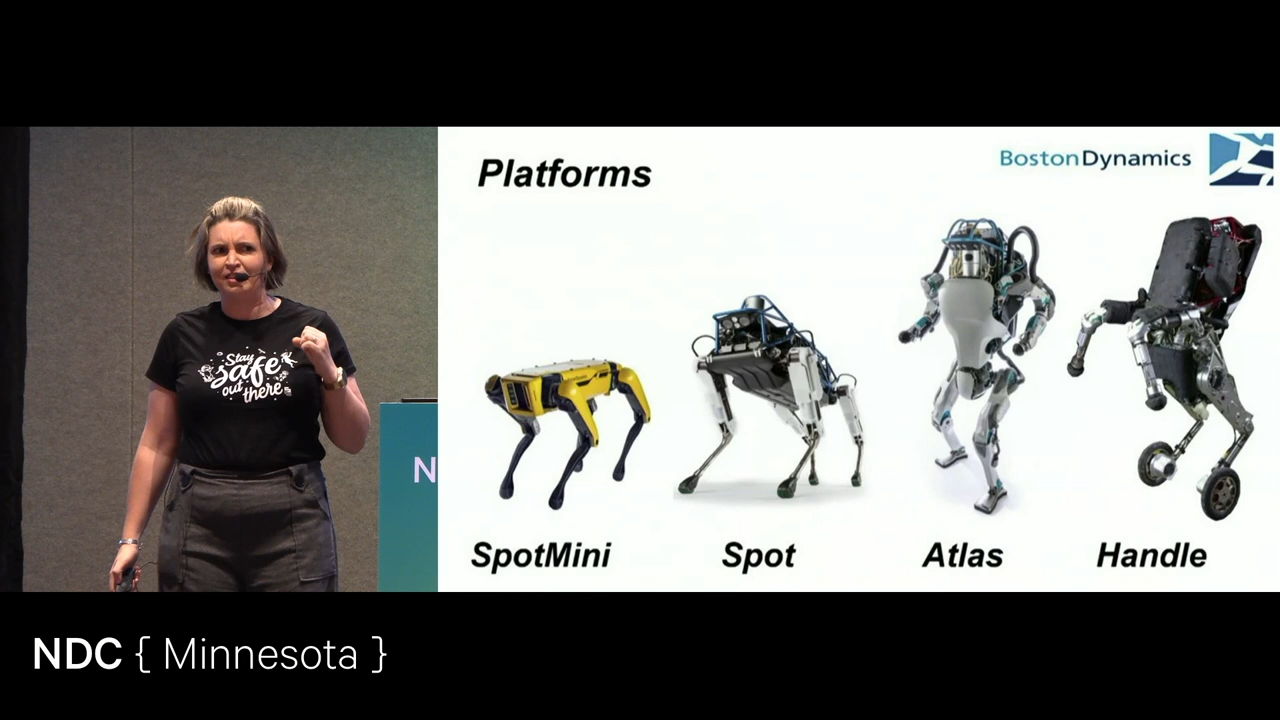 Platforms
BostonDynamics
Stay
safe
out
there
N
SpotMini
Spot
Atlas
Handle
NDC { Minnesota }